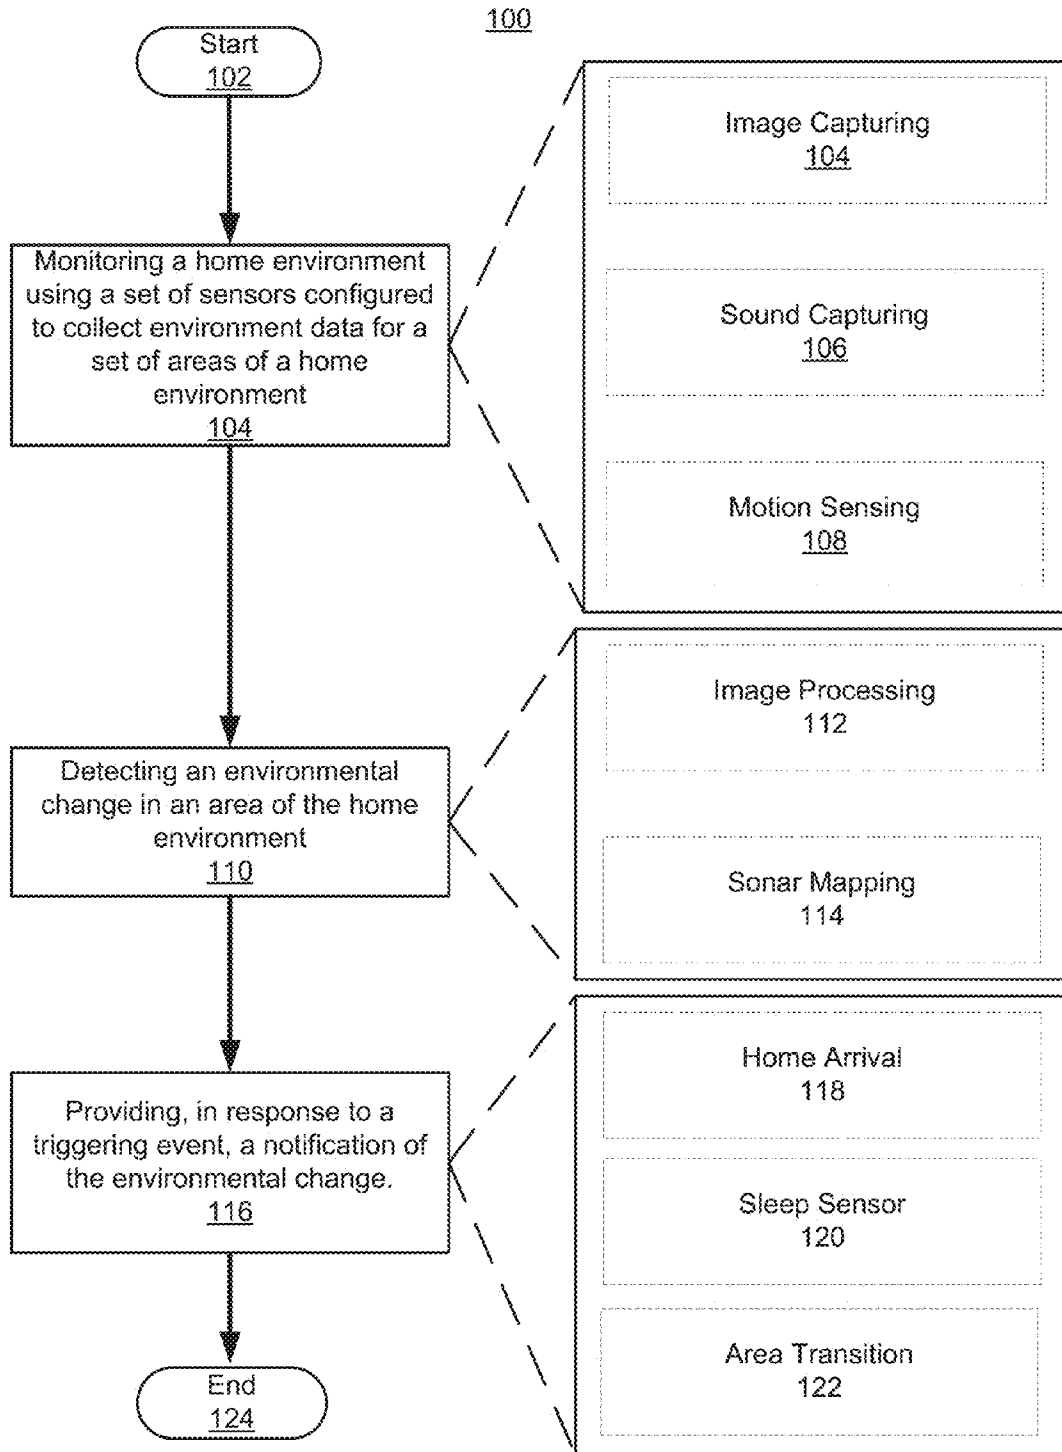 100
Start
102
Monitoring a home environment
using a set of sensors configured
to collect environment data for a
set of areas of a home
environment
104
Image Capturing
104
Sound Capturing
106
Motion Sensing
108
Detecting an environmental
change in an area of the home
environment
110
Image Processing
112
Sonar Mapping
114
Providing, in response to a
triggering event, a notification of
the environmental change.
116
Home Arrival
118
Sleep Sensor
120
Area Transition
122
End
124